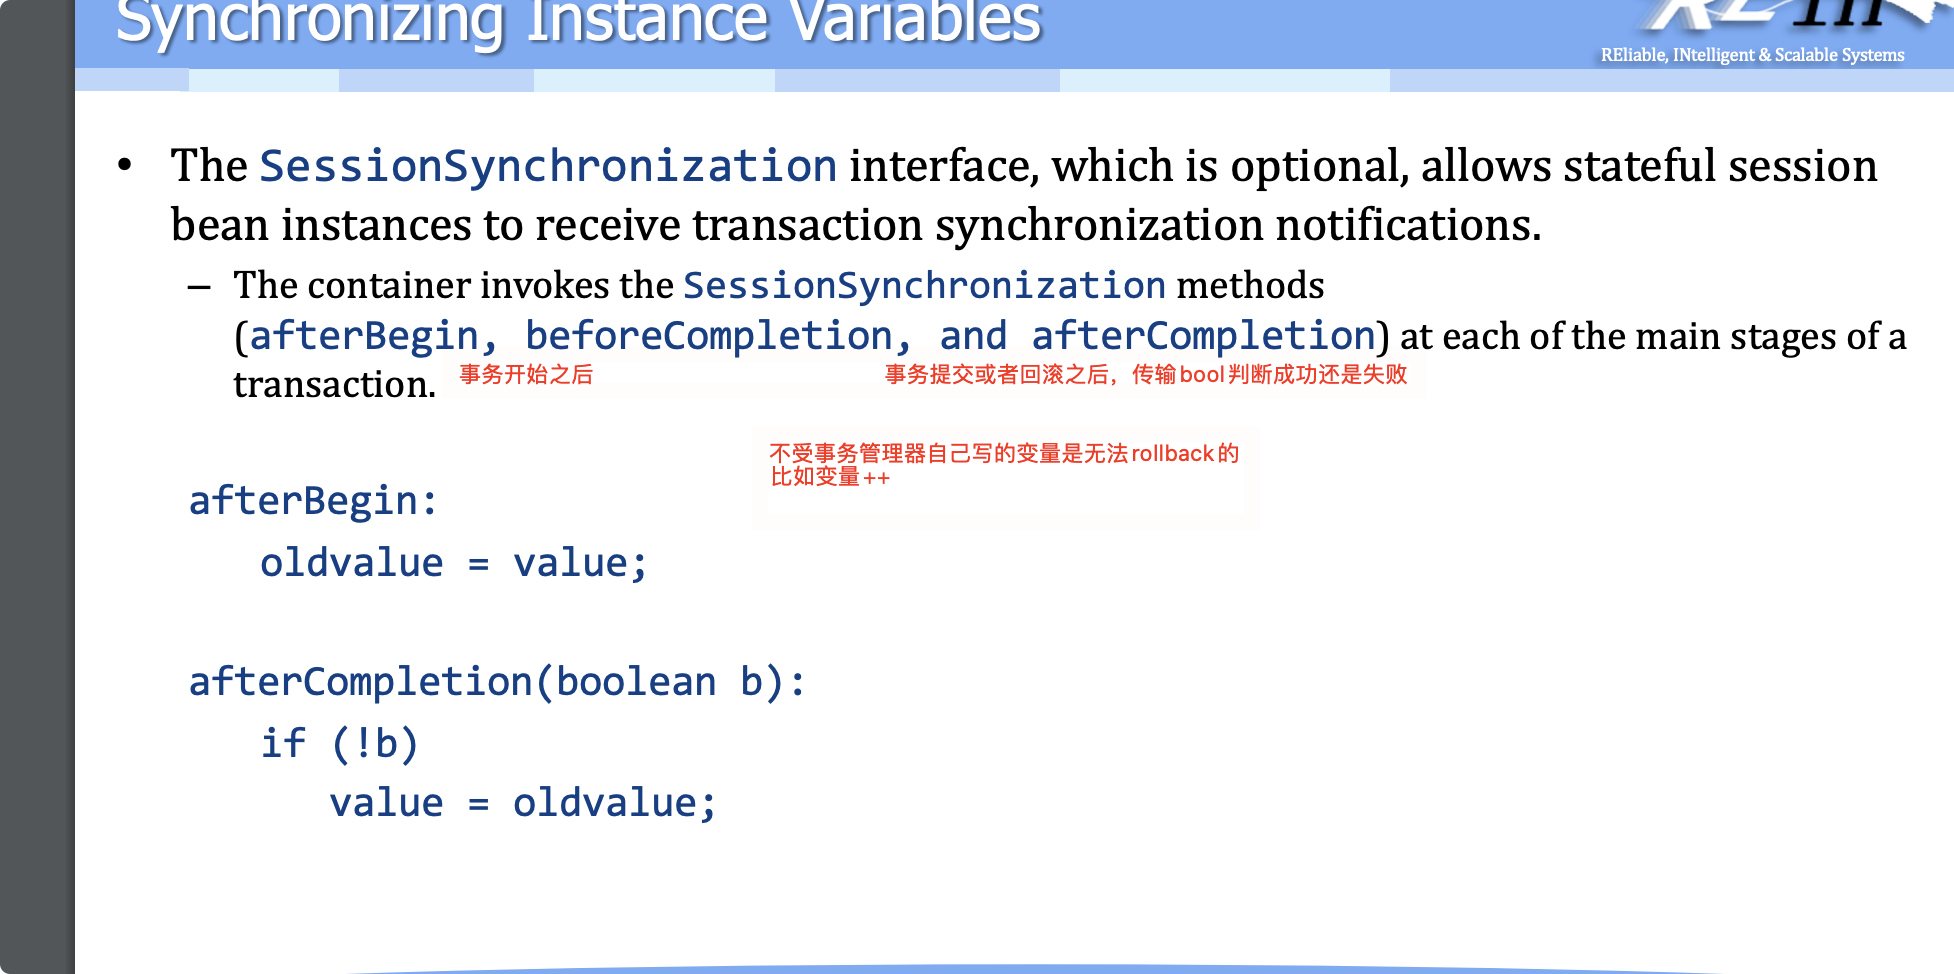 Synchronizing Instance Variables
REliable, INtelligent & Scalable Systems
• The SessionSynchronization interface, which is optional, allows stateful session
bean instances to receive transaction synchronization notifications.
– The container invokes the SessionSynchronization methods
(afterBegin, beforeCompletion, and afterCompletion) at each of the main stages of a
transaction.
事务开始之后
事务提交或者回滚之后，传输bool判断成功还是失败
不受事务管理器自己写的变量是无法rollback的
比如变量++
afterBegin:
oldvalue = value;
afterCompletion(boolean b):
if (!b)
value = oldvalue;